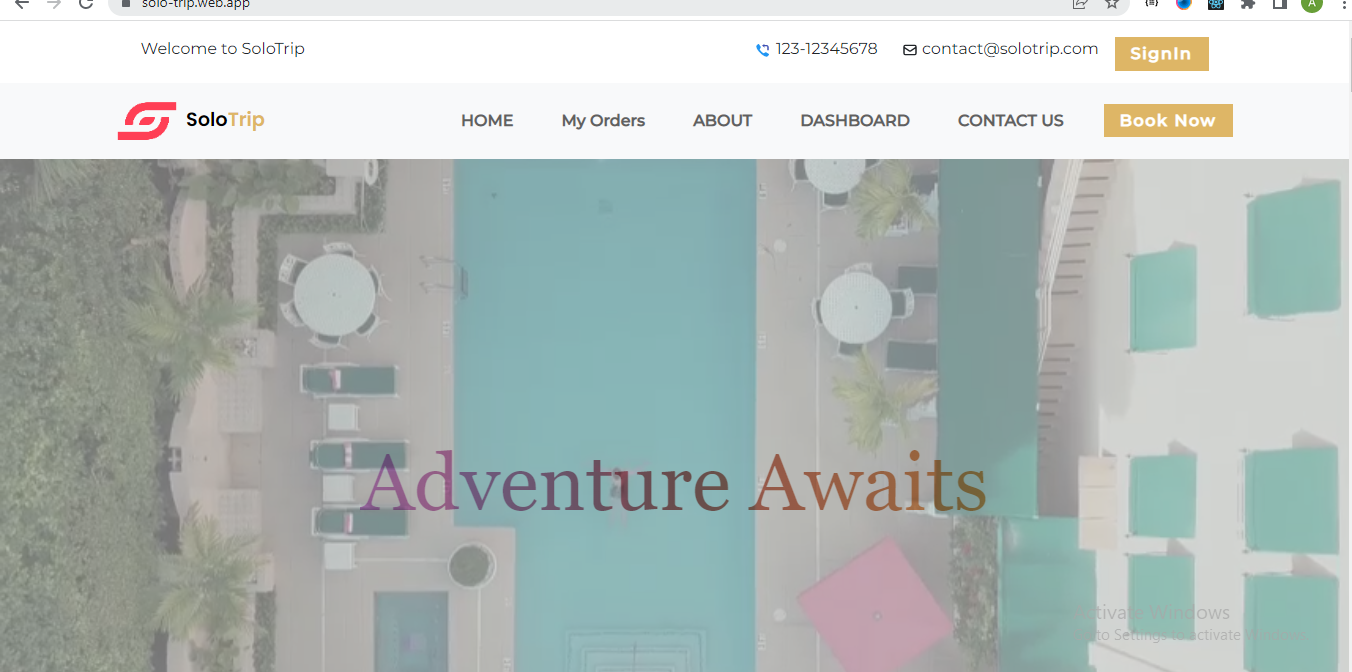 solo-trip.web.app
A
Welcome to SoloTrip
123-12345678
contact@solotrip.com
SignIn
SoloTrip
HOME
My Orders
ABOUT
DASHBOARD
CONTACT US
Book Now
Adventure Awaits
Activate Windows
to Settings to activate Windows.